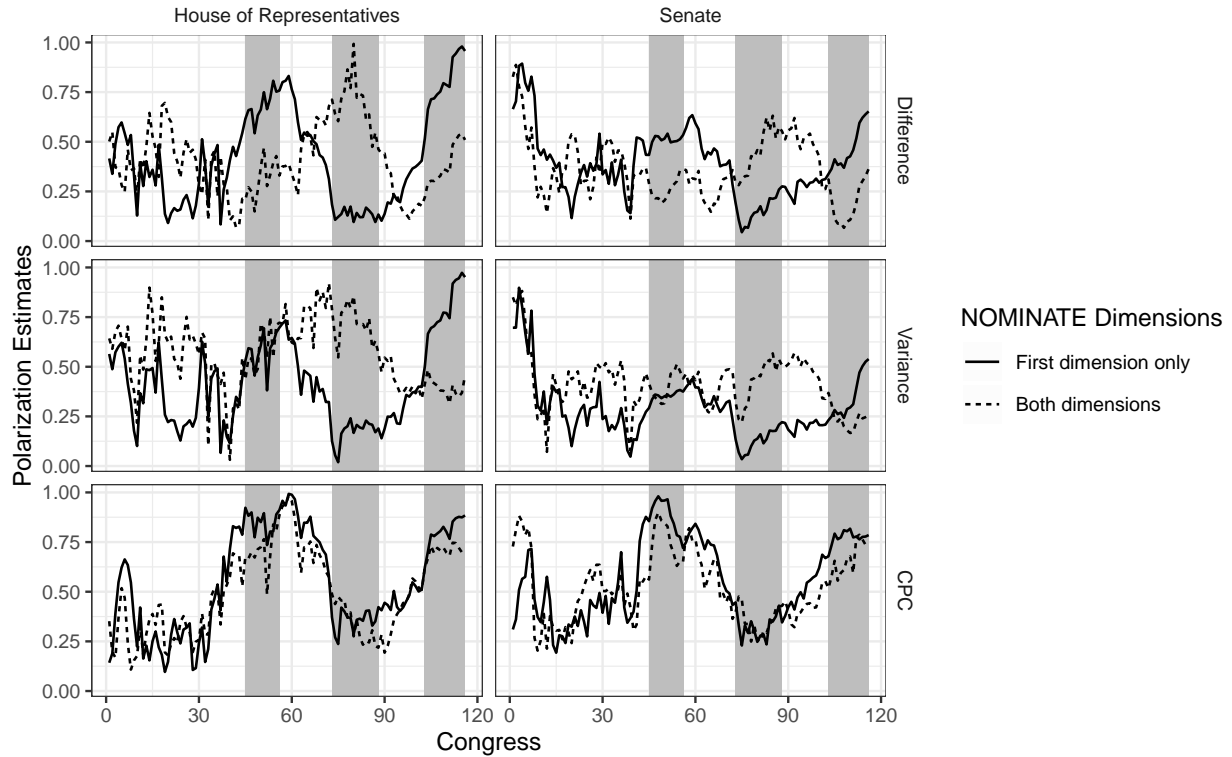 House of Representatives
Senate
1.00
0.75
0.50
0.25
0.00
Difference
1.00
0.75
0.50
0.25
0.00
Variance
1.00
0.75
0.50
0.25
0.00
CPC
Polarization Estimates
0 30 60 90 120
0 30 60 90 120
Congress
NOMINATE Dimensions
First dimension only
Both dimensions